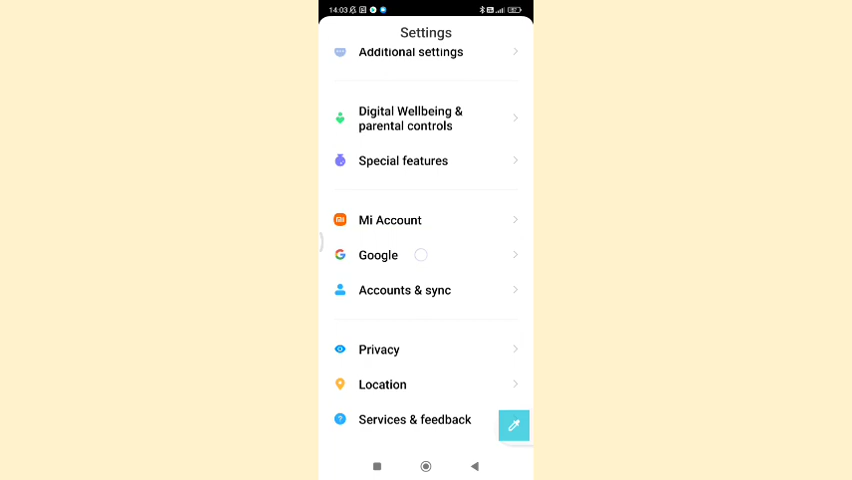 14:03
Settings
Additional settings
Digital Wellbeing &
parental controls
Special features
Mi Account
Google
Accounts & sync
Privacy
Location
Services & feedback